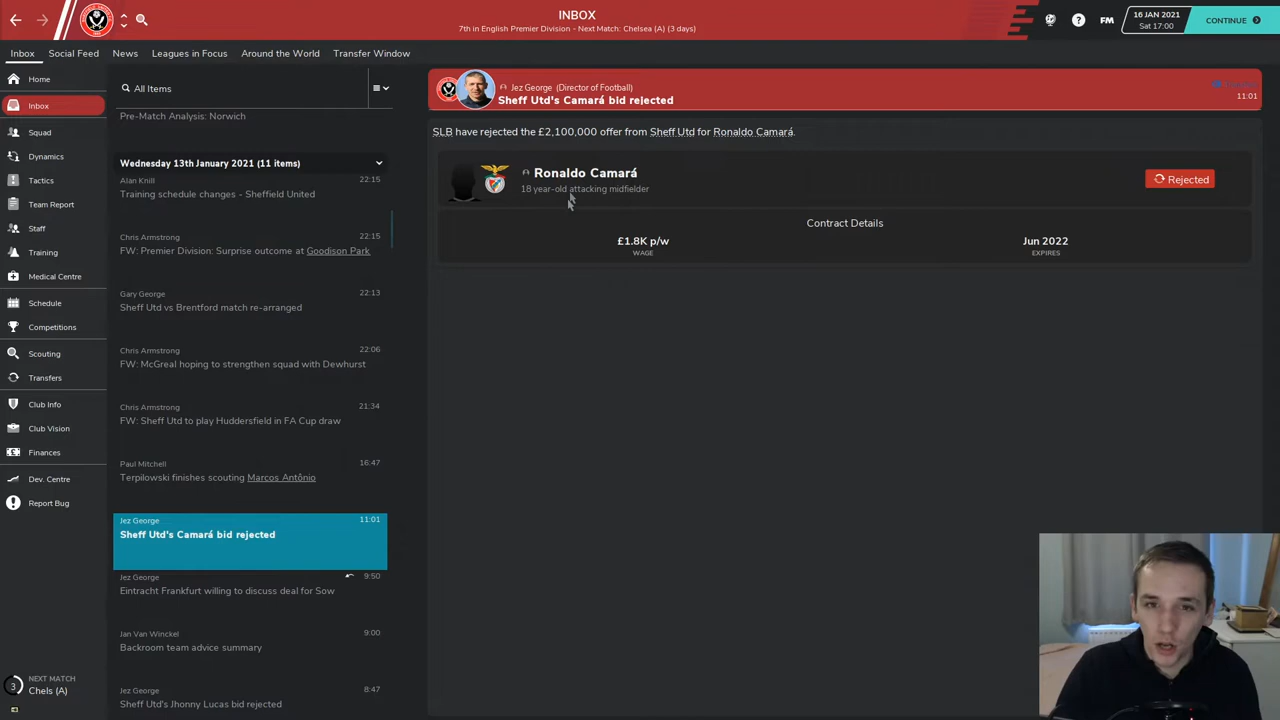 INBOX
7th in English Premier Division - Next Match: Chelsea (A) (3 days)
FM
16 JAN 2021
Sat 17:00
CONTINUE
Inbox
Social Feed
News
Leagues in Focus
Around the World
Transfer Window
Home
Inbox
Squad
Dynamics
Tactics
Team Report
Staff
Training
Medical Centre
Schedule
Competitions
Scouting
Transfers
Club Info
Club Vision
Finances
Dev. Centre
Report Bug
3
NEXT MATCH
Chels (A)
All Items
Pre-Match Analysis: Norwich
Wednesday 13th January 2021 (11 items)
Alan Knill 22:15
Training schedule changes - Sheffield United
Chris Armstrong 22:15
FW: Premier Division: Surprise outcome at Goodison Park
Gary George 22:13
Sheff Utd vs Brentford match re-arranged
Chris Armstrong 22:06
FW: McGreal hoping to strengthen squad with Dewhurst
Chris Armstrong 21:34
FW: Sheff Utd to play Huddersfield in FA Cup draw
Paul Mitchell 16:47
Terpilowski finishes scouting Marcos Antônio
Jez George 11:01
Sheff Utd's Camará bid rejected
Jez George 9:50
Eintracht Frankfurt willing to discuss deal for Sow
Jan Van Winckel 9:00
Backroom team advice summary
Jez George 8:47
Sheff Utd's Jhonny Lucas bid rejected
Jez George (Director of Football)
Sheff Utd's Camará bid rejected
11:01
SLB have rejected the £2,100,000 offer from Sheff Utd for Ronaldo Camará.
Ronaldo Camará
18 year-old attacking midfielder
Rejected
Contract Details
£1.8K p/w
WAGE
Jun 2022
EXPIRES